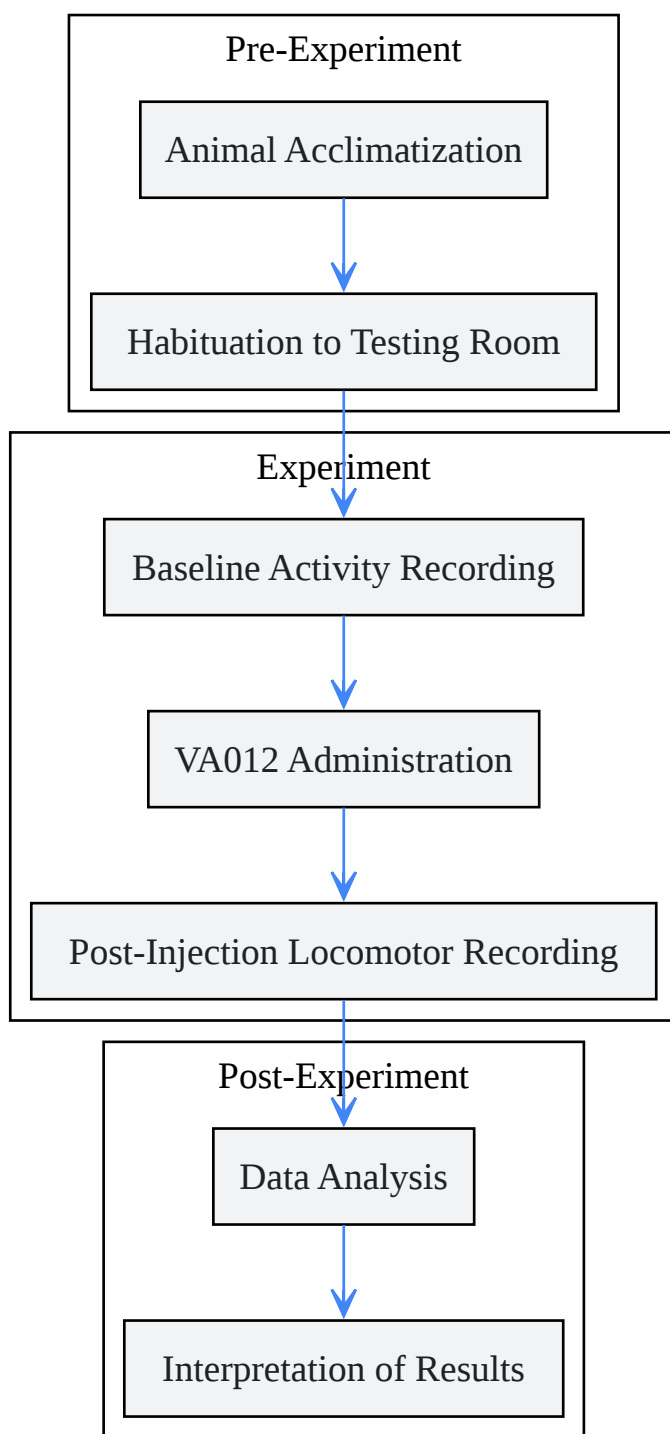 Pre-Experiment
Animal Acclimatization
Habituation to Testing Room
Experiment
Baseline Activity Recording
VA012 Administration
Post-Injection Locomotor Recording
Post-Experiment
Data Analysis
Interpretation of Results